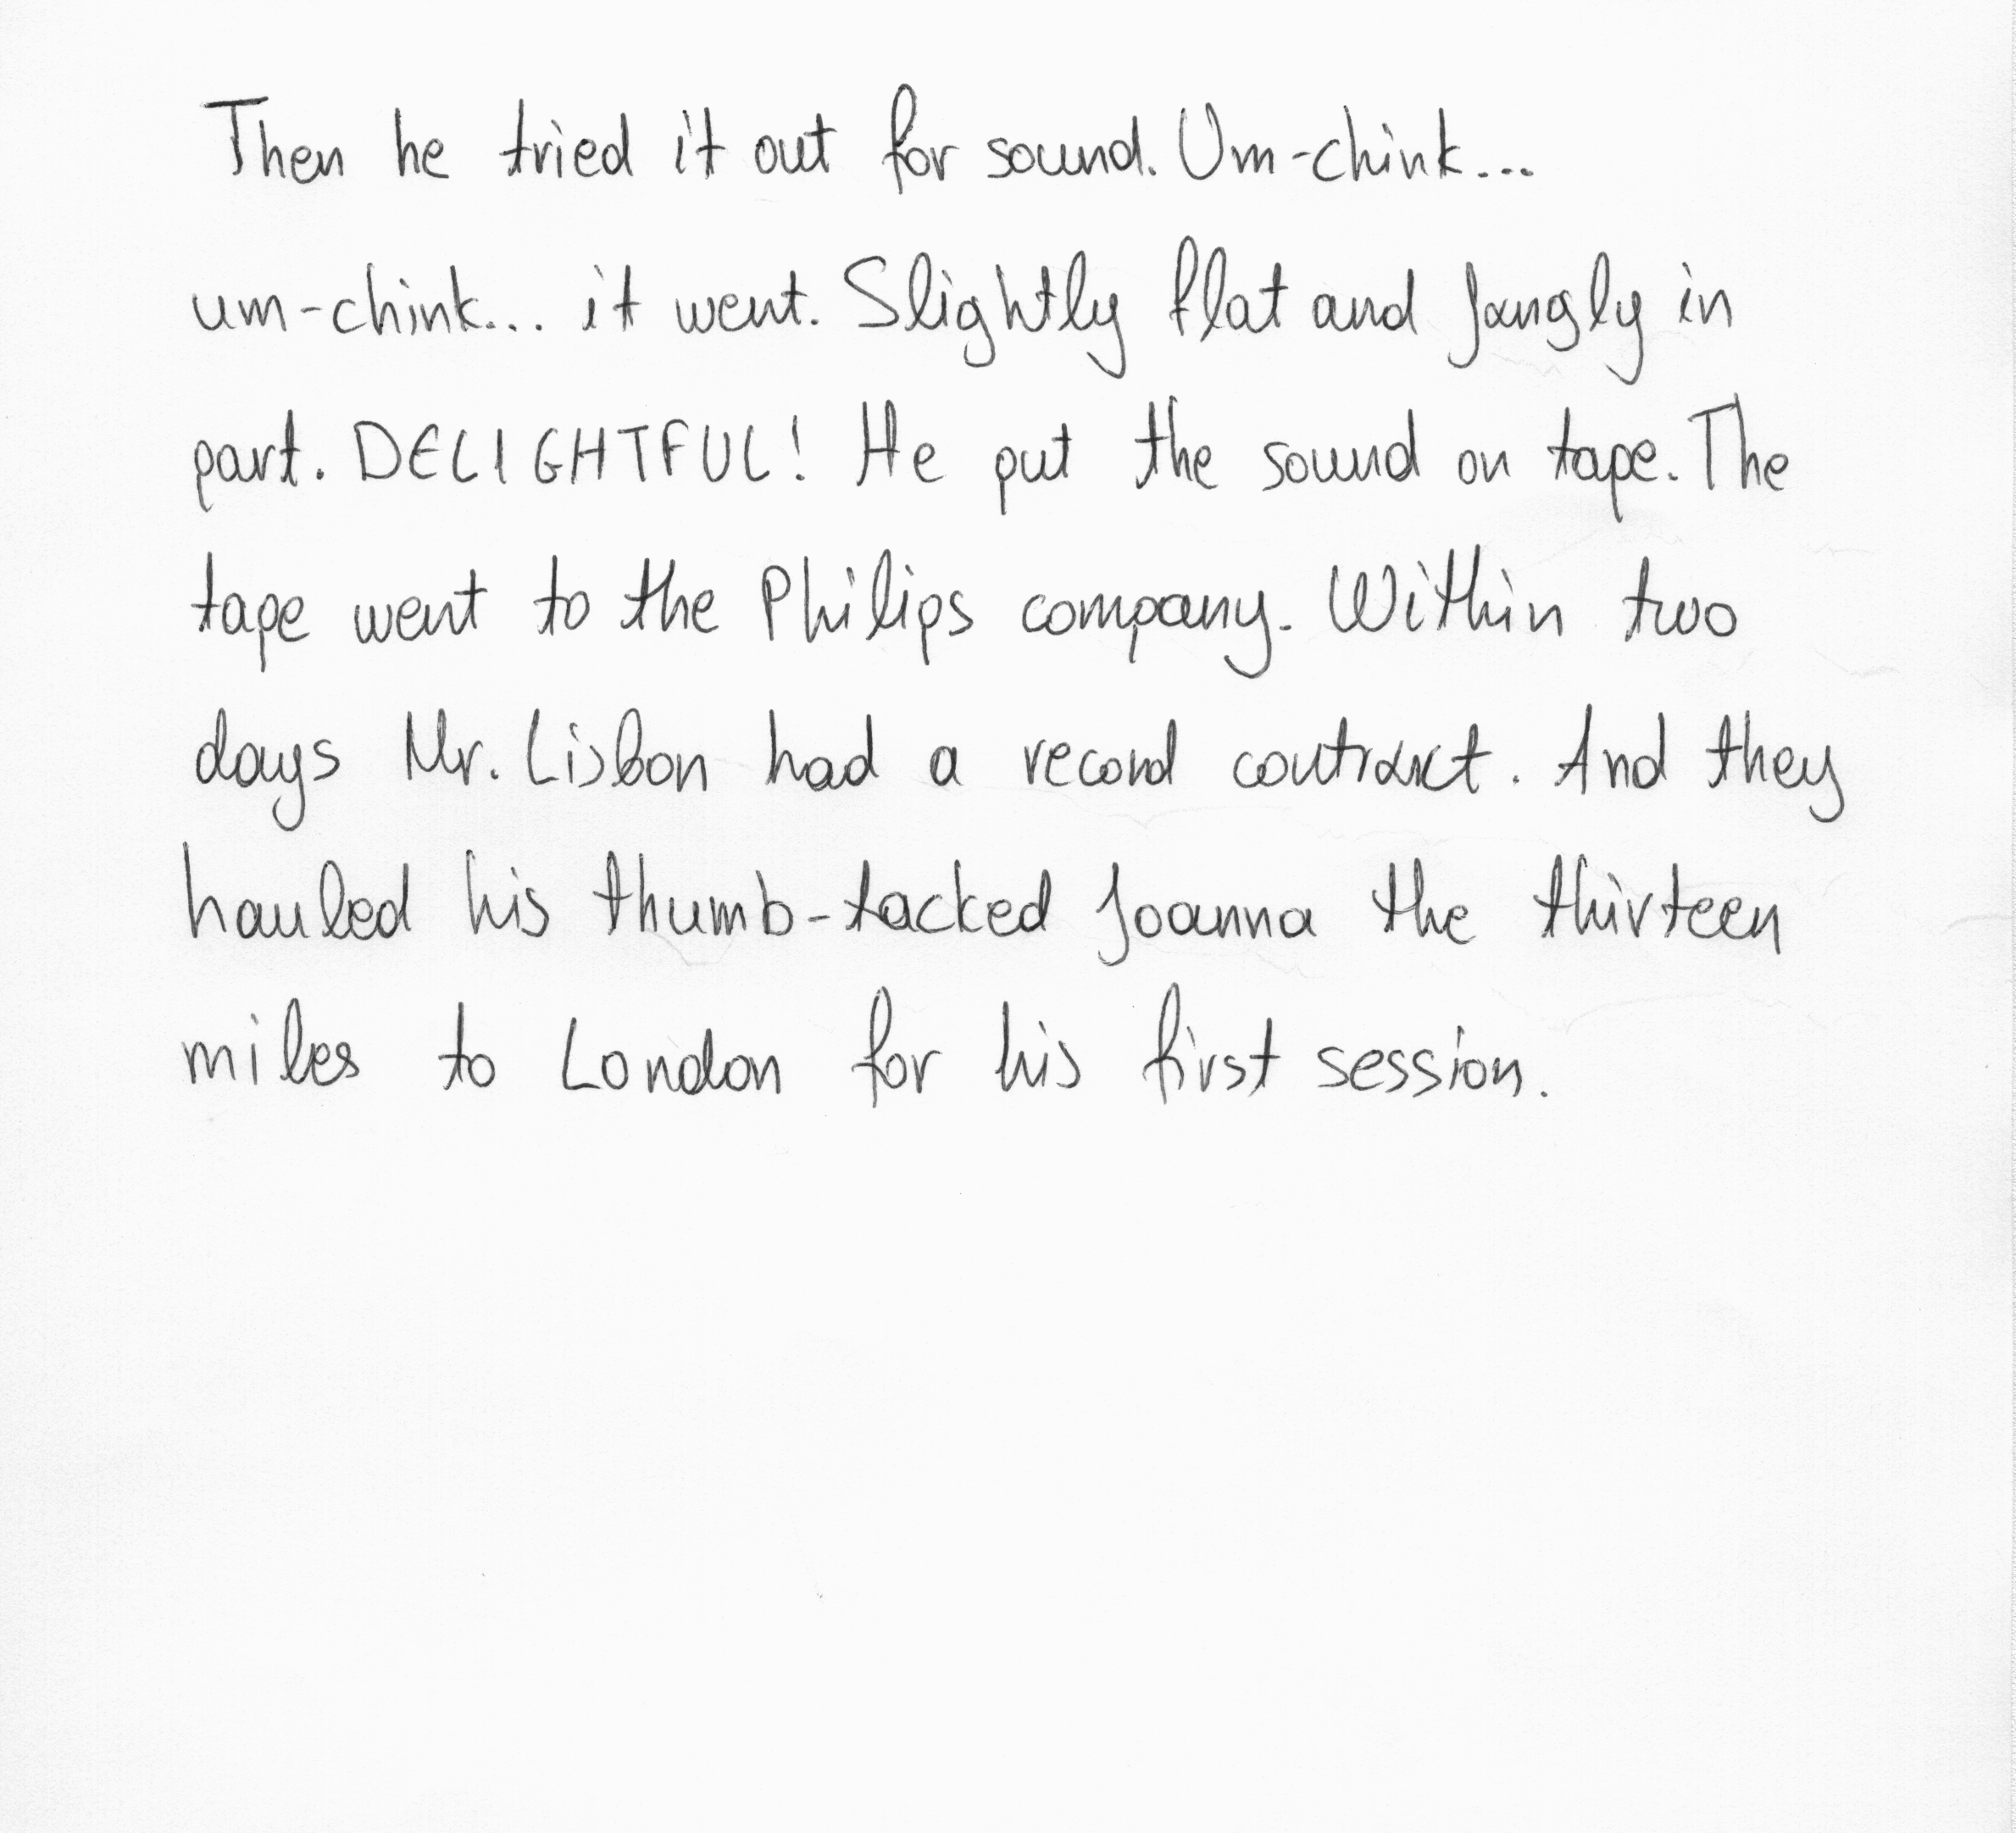 Then he tried it out for sound. Um-chink...
um-chink... it went. Slightly flat and jangly in
part. DELIGHTFUL! He put the sound on tape. The
tape went to the Philips company. Within two
days Mr. Lisbon had a record contract. And they
hauled his thumb-tacked Joanna the thirteen
miles to London for his first session.